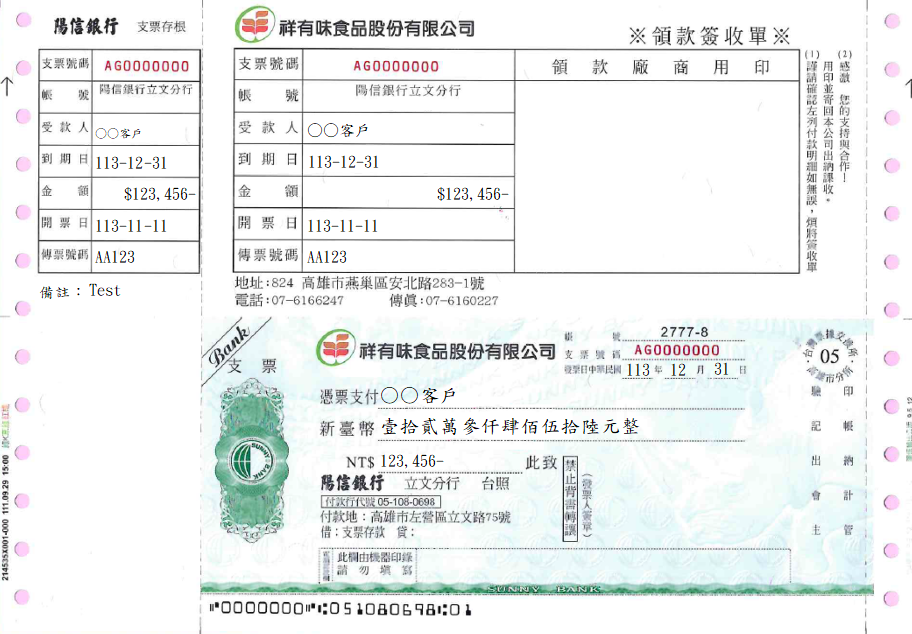 陽信銀行 支票存根
支票號碼 AG0000000
帳號 陽信銀行立文分行
受款人 ○○客戶
到期日 113-12-31
金額 $123,456-
開票日 113-11-11
傳票號碼 AA123
備註：Test
祥有味食品股份有限公司
※領款簽收單※
支票號碼 AG0000000
帳號 陽信銀行立文分行
受款人 ○○客戶
到期日 113-12-31
金額 $123,456-
開票日 113-11-11
傳票號碼 AA123
領款廠商用印
(2)感謝 您的支持與合作！
用印並寄回本公司出納課收。
(1)謹請確認左列付款明細如無誤，煩將簽收單
地址:824 高雄市燕巢區安北路283-1號
電話:07-6166247 傳眞:07-6160227
Bank
支票
祥有味食品股份有限公司
帳號 2777-8
支票號碼 AG0000000
發票日中華民國 113 年 12 月 31 日
台灣票據交換所
05
高雄市分所
憑票支付○○客戶
新臺幣 壹拾貳萬參仟肆佰伍拾陸元整
NT$ 123,456-
此致
陽信銀行 立文分行 台照
付款行代號 05-108-0698
付款地：高雄市左營區立文路75號
借：支票存款 貸：
禁止背書轉讓
(發票人簽章)
驗印
記帳
出納
會計
主管
此欄由機器印錄
請勿塡寫
SUNNY BANK
SUNNY BANK
⑈0000000⑈⑆051080698⑆01
214535X001-000 111.09.29 15:00